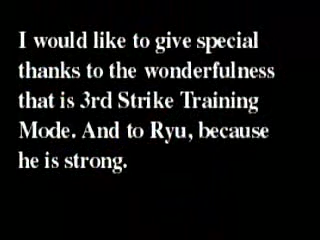 I would like to give special
thanks to the wonderfulness
that is 3rd Strike Training
Mode. And to Ryu, because
he is strong.